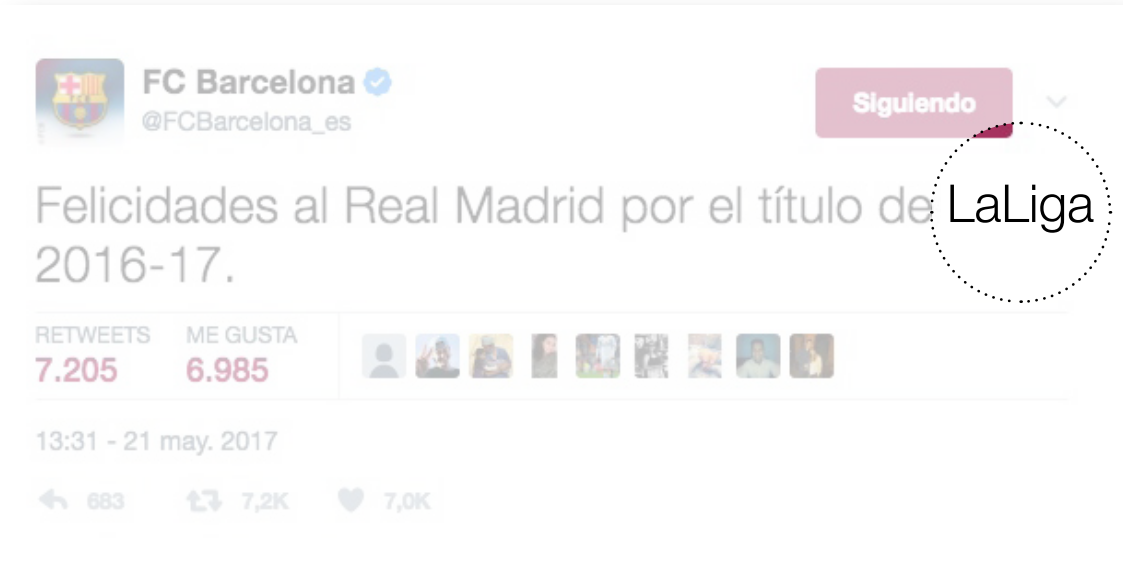 FC Barcelona
@FCBarcelona_es
Siguiendo
Felicidades al Real Madrid por el título de LaLiga
2016-17.
RETWEETS ME GUSTA
7.205 6.985
13:31 - 21 may. 2017
683 7,2K 7,0K